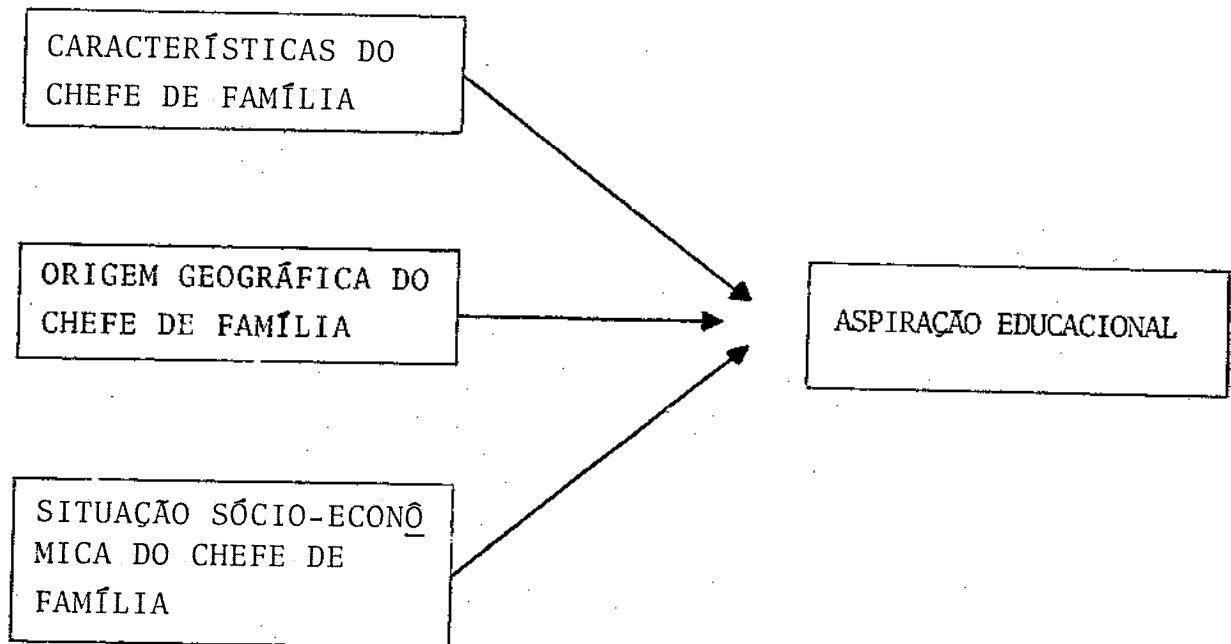 CARACTERÍSTICAS DO
CHEFE DE FAMÍLIA
ORIGEM GEOGRÁFICA DO
CHEFE DE FAMÍLIA
ASPIRAÇÃO EDUCACIONAL
SITUAÇÃO SÓCIO-ECONÔ
MICA DO CHEFE DE
FAMÍLIA